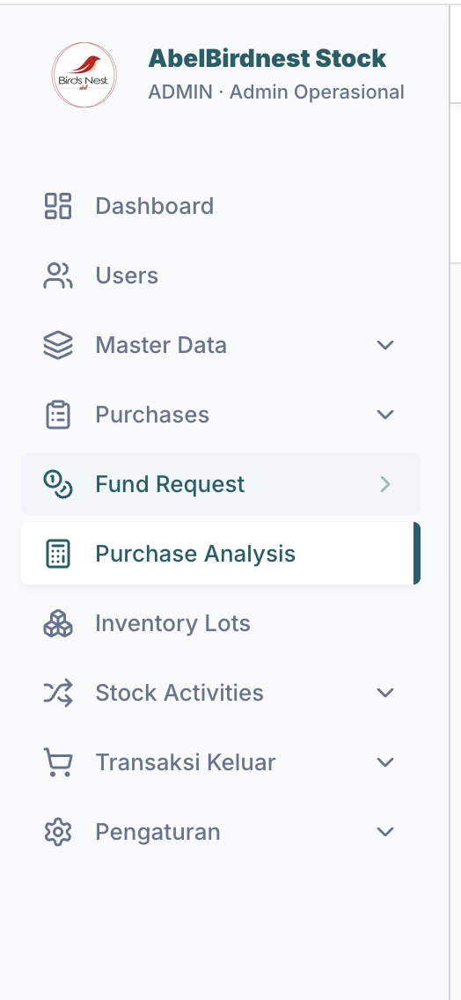 Birds Nest
abel
AbelBirdnest Stock
ADMIN · Admin Operasional
Dashboard
Users
Master Data
Purchases
Fund Request
Purchase Analysis
Inventory Lots
Stock Activities
Transaksi Keluar
Pengaturan